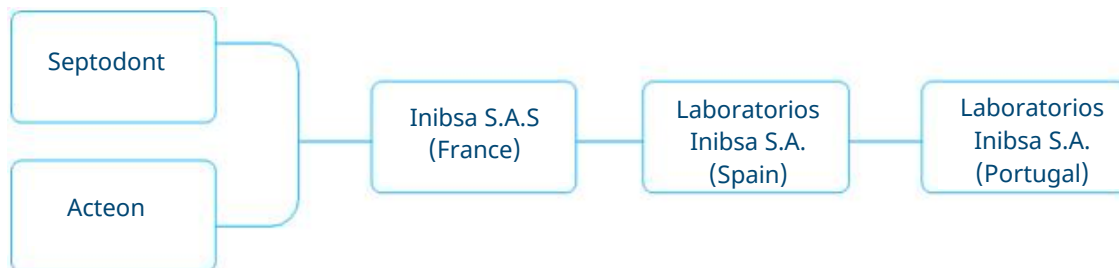 Septodont
Acteon
Inibsa S.A.S
(France)
Laboratorios
Inibsa S.A.
(Spain)
Laboratorios
Inibsa S.A.
(Portugal)